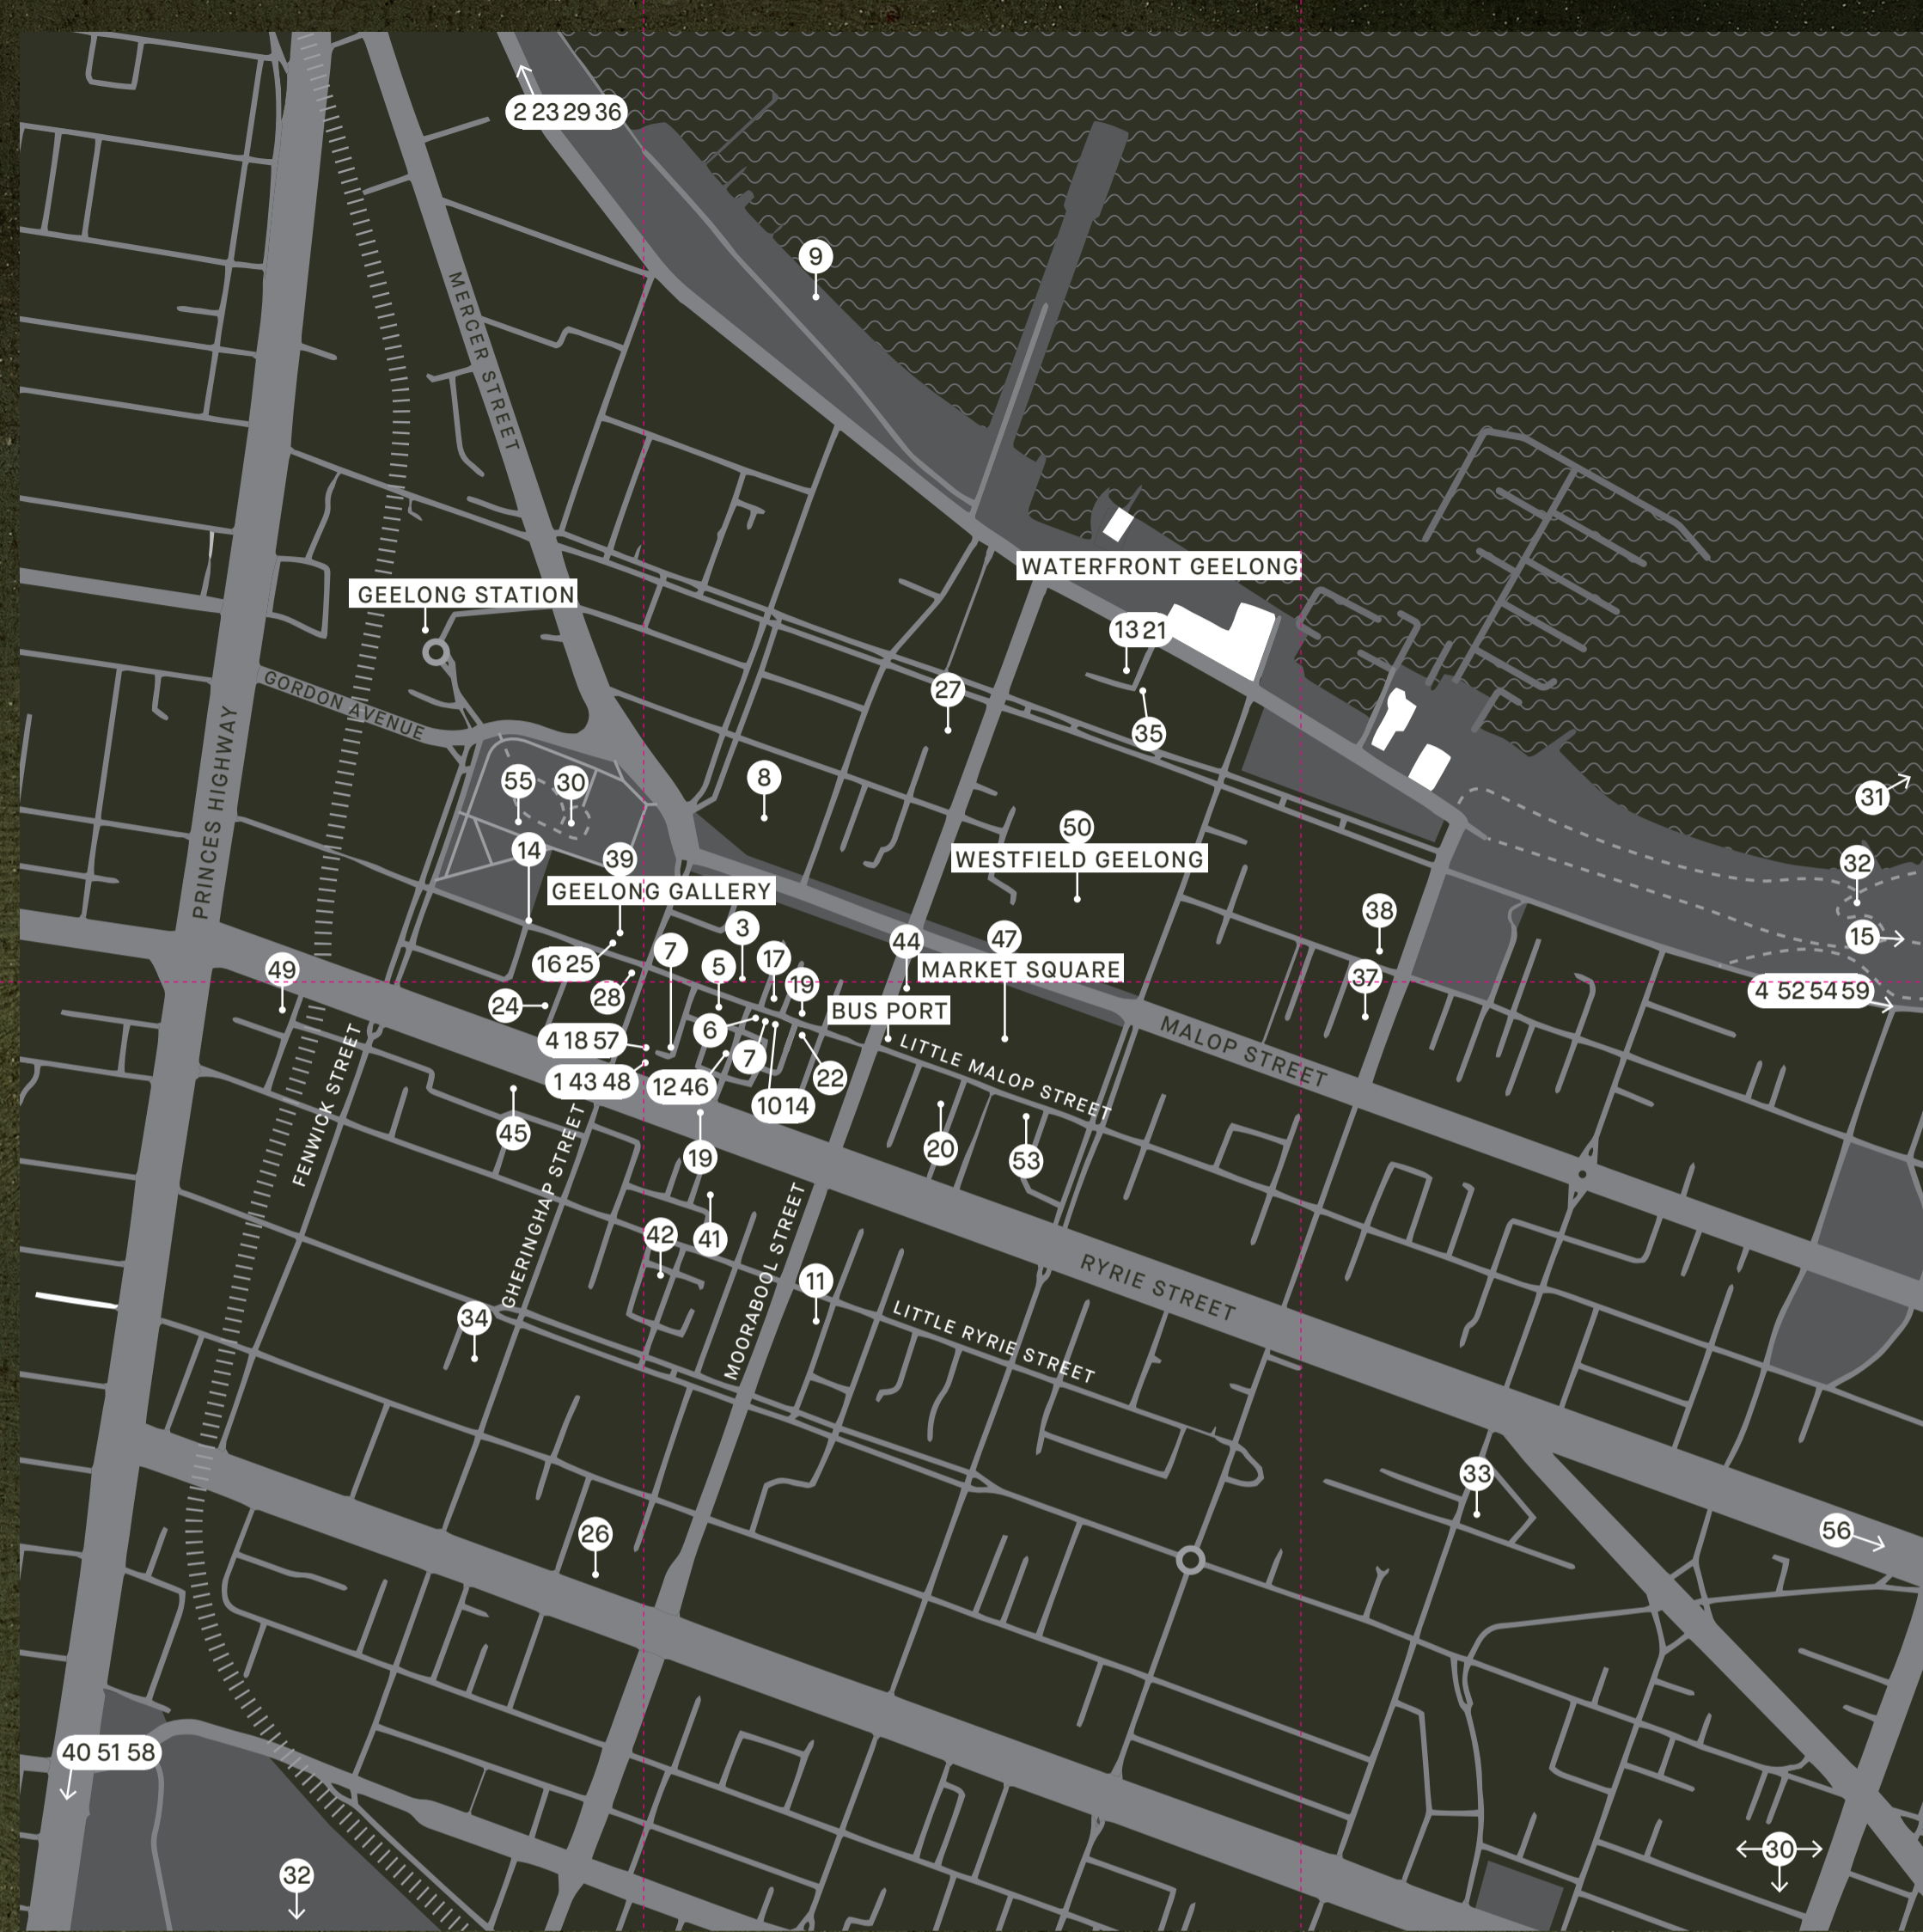 2 23 29 36
9
MERCER STREET
WATERFRONT GEELONG
GEELONG STATION
13 21
27
GORDON AVENUE
35
PRINCES HIGHWAY
55
30
8
31
50
14
39
WESTFIELD GEELONG
32
GEELONG GALLERY
38
3
15
44
47
7
17
16 25
5
49
MARKET SQUARE
37
19
4 52 54 59
28
24
BUS PORT
6
4 18 57
MALOP STREET
7
LITTLE MALOP STREET
22
1 43 48
12 46
10 14
FENWICK STREET
45
20
19
53
GHERINGHAP STREET
42
41
MOORABOOL STREET
11
RYRIE STREET
34
LITTLE RYRIE STREET
33
56
26
40 51 58
30
32